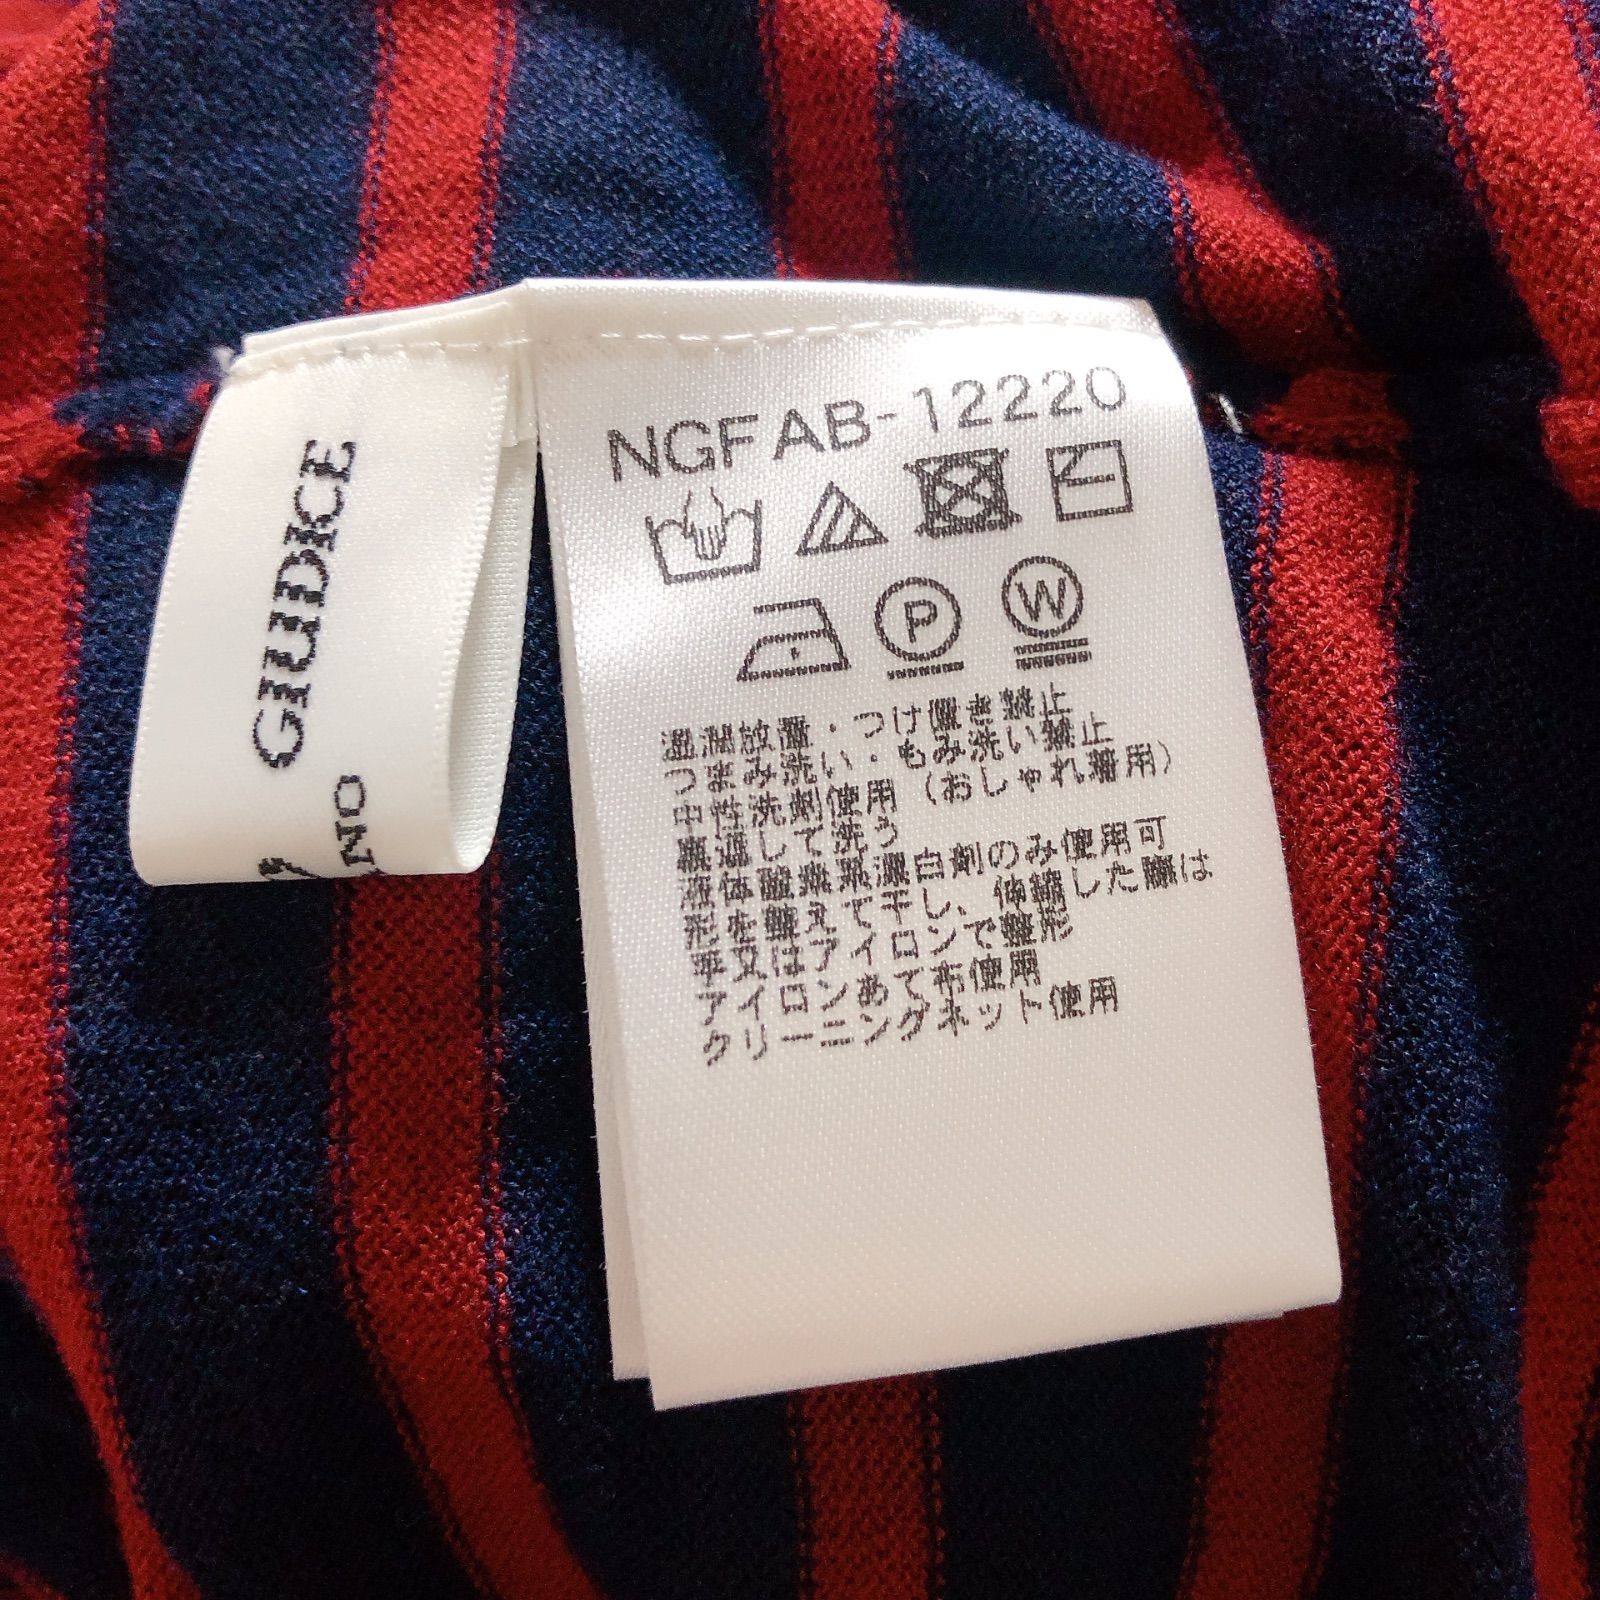 NGFAB-12220
P
W
湿潤放置・つけ置き禁止
つまみ洗い・もみ洗い禁止
中性洗剤使用（おしゃれ着用）
裏返して洗う
液体酸素系漂白剤のみ使用可
形を整えて干し、伸縮した際は
手又はアイロンで整形
アイロンあて布使用
クリーニングネット使用
GIUDICE